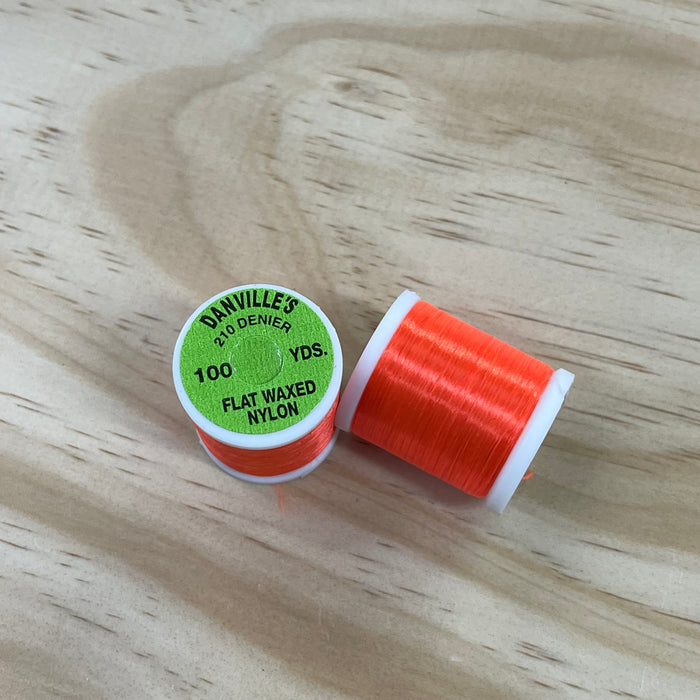 DANVILLE'S
210 DENIER
100 YDS.
FLAT WAXED
NYLON